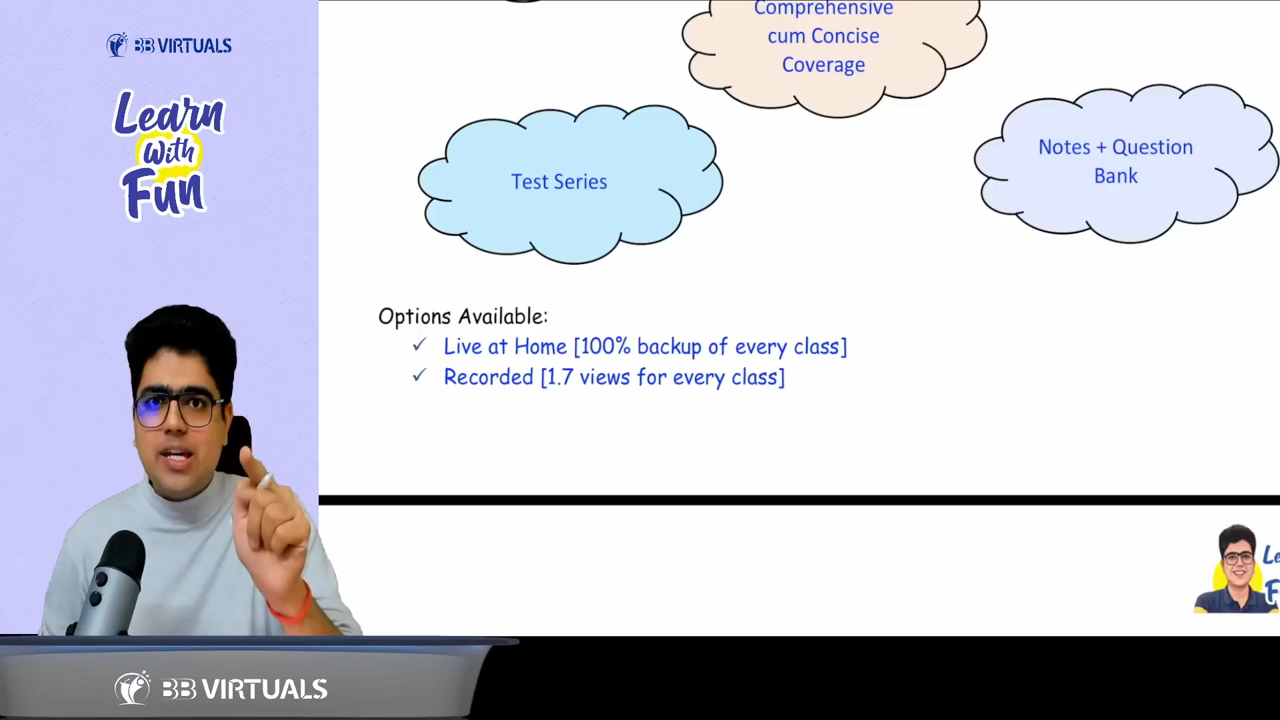 BB VIRTUALS
Learn
With
Fun
Comprehensive
cum Concise
Coverage
Test Series
Notes + Question
Bank
Options Available:
✓ Live at Home [100% backup of every class]
✓ Recorded [1.7 views for every class]
BB VIRTUALS